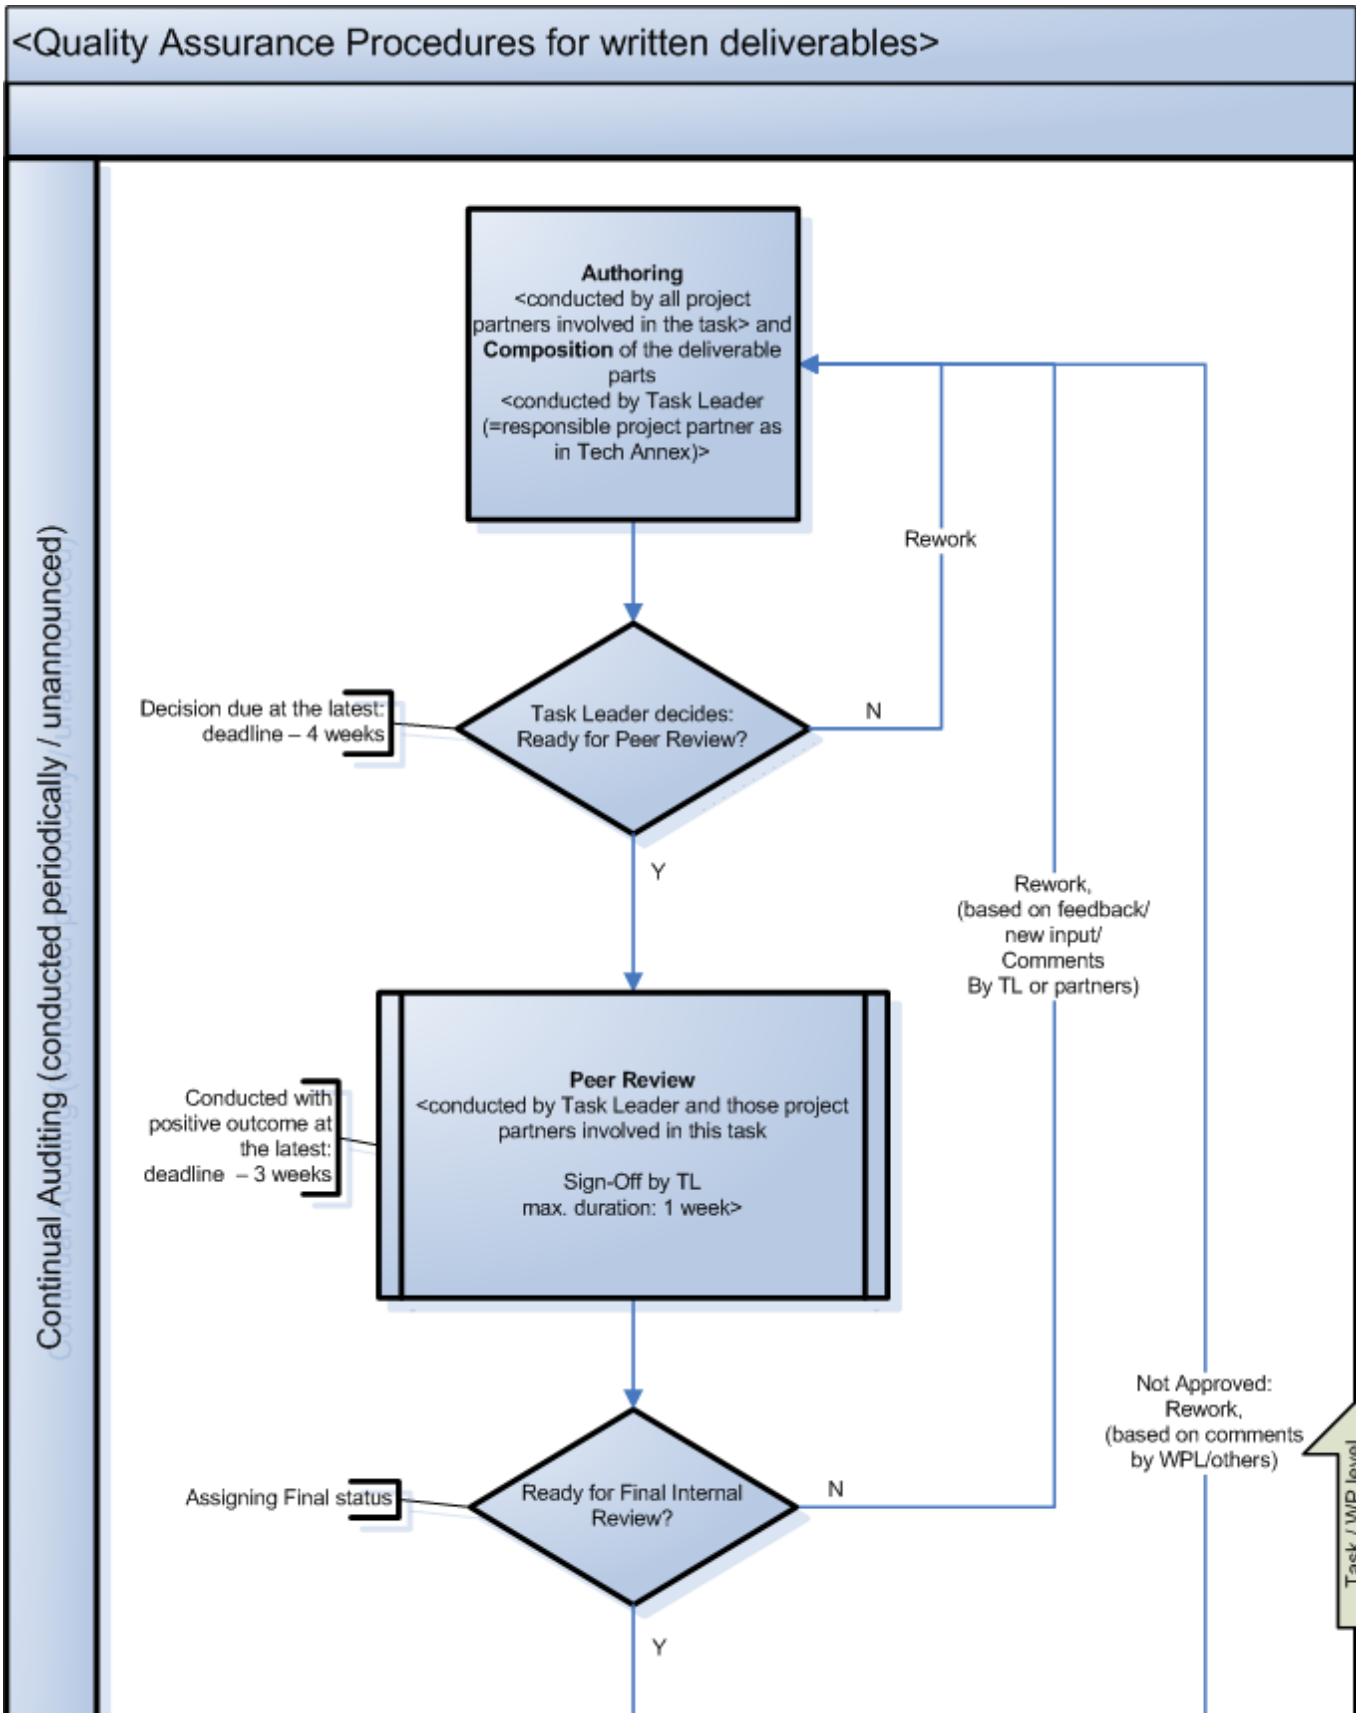 <Quality Assurance Procedures for written deliverables>
Continual Auditing (conducted periodically / unannounced)
Authoring
<conducted by all project
partners involved in the task> and
Composition of the deliverable
parts
<conducted by Task Leader
(=responsible project partner as
in Tech Annex)>
Rework
Decision due at the latest:
deadline – 4 weeks
Task Leader decides:
Ready for Peer Review?
N
Y
Rework,
(based on feedback/
new input/
Comments
By TL or partners)
Conducted with
positive outcome at
the latest:
deadline – 3 weeks
Peer Review
<conducted by Task Leader and those project
partners involved in this task
Sign-Off by TL
max. duration: 1 week>
Not Approved:
Rework,
(based on comments
by WPL/others)
Task / WP level
Assigning Final status
Ready for Final Internal
Review?
N
Y